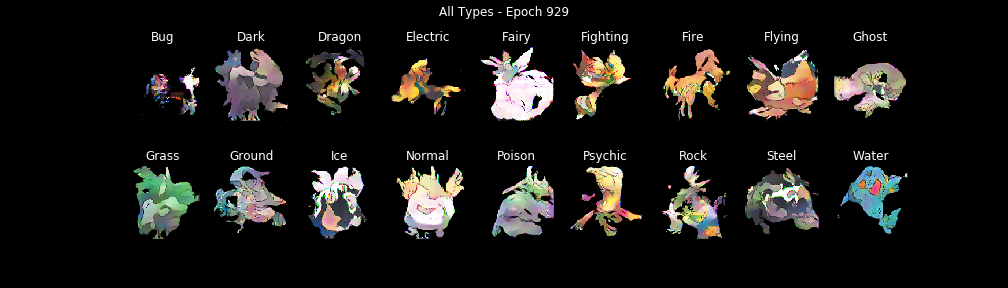 All Types - Epoch 929
Bug Dark Dragon Electric Fairy Fighting Fire Flying Ghost
Grass Ground Ice Normal Poison Psychic Rock Steel Water